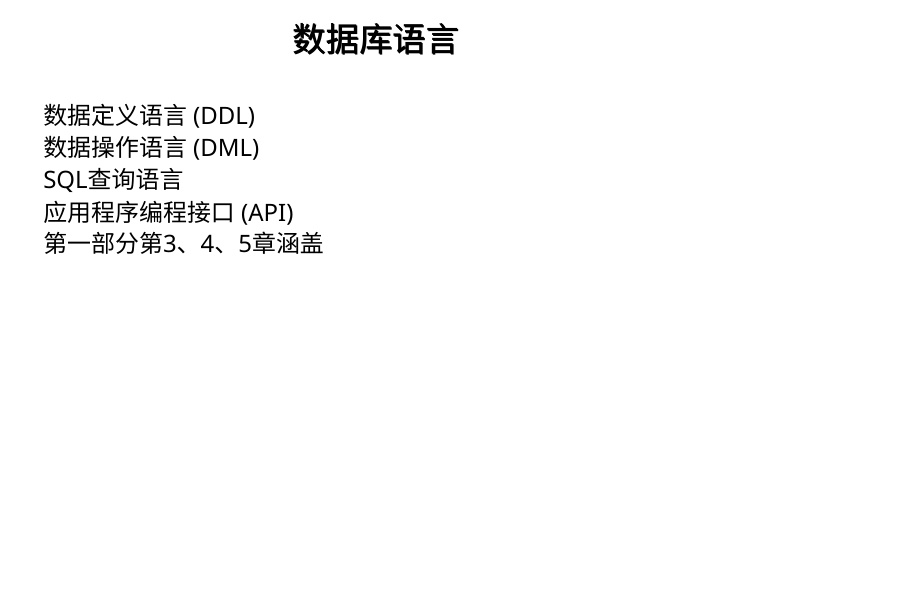 数据库语言
数据定义语言 (DDL)
数据操作语言 (DML)
SQL查询语言
应用程序编程接口 (API)
第一部分第3、4、5章涵盖